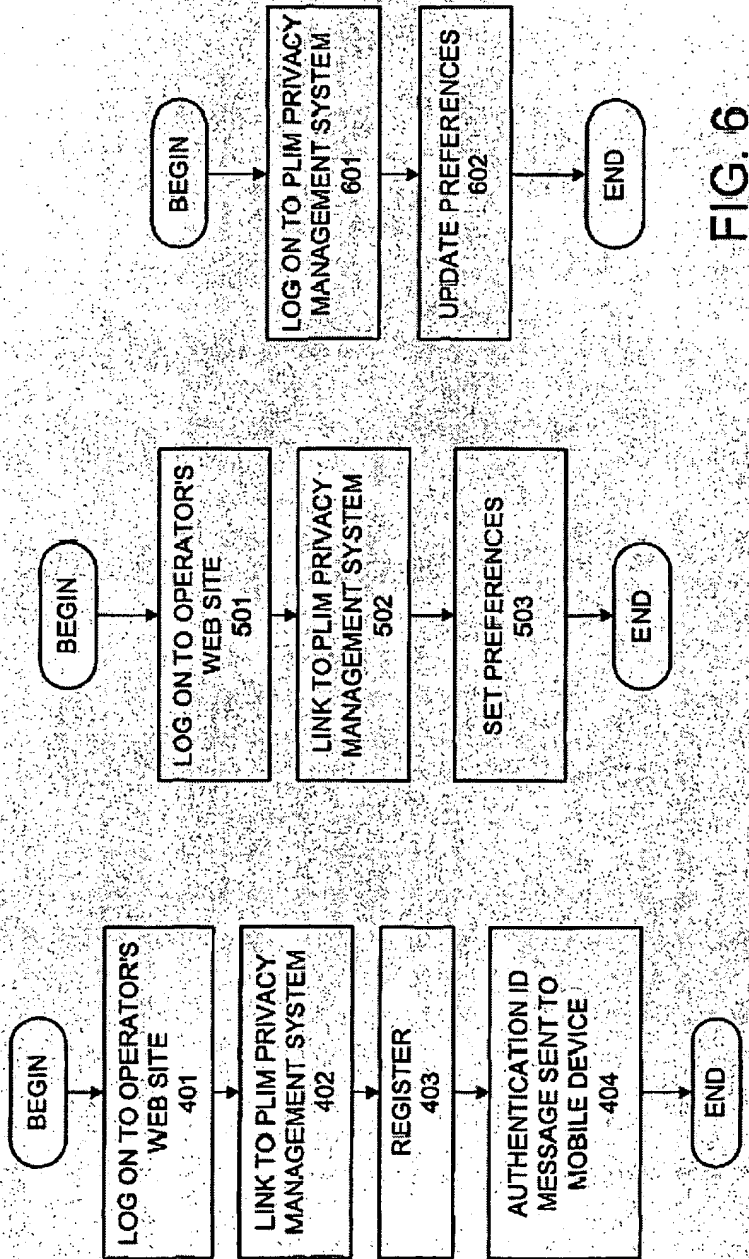 BEGIN
LOG ON TO OPERATOR'S
WEB SITE
401
LINK TO PLIM PRIVACY
MANAGEMENT SYSTEM
402
REGISTER
403
AUTHENTICATION ID
MESSAGE SENT TO
MOBILE DEVICE
404
END
BEGIN
LOG ON TO OPERATOR'S
WEB SITE
501
LINK TO PLIM PRIVACY
MANAGEMENT SYSTEM
502
SET PREFERENCES
503
END
BEGIN
LOG ON TO PLIM PRIVACY
MANAGEMENT SYSTEM
601
UPDATE PREFERENCES
602
END
FIG. 6